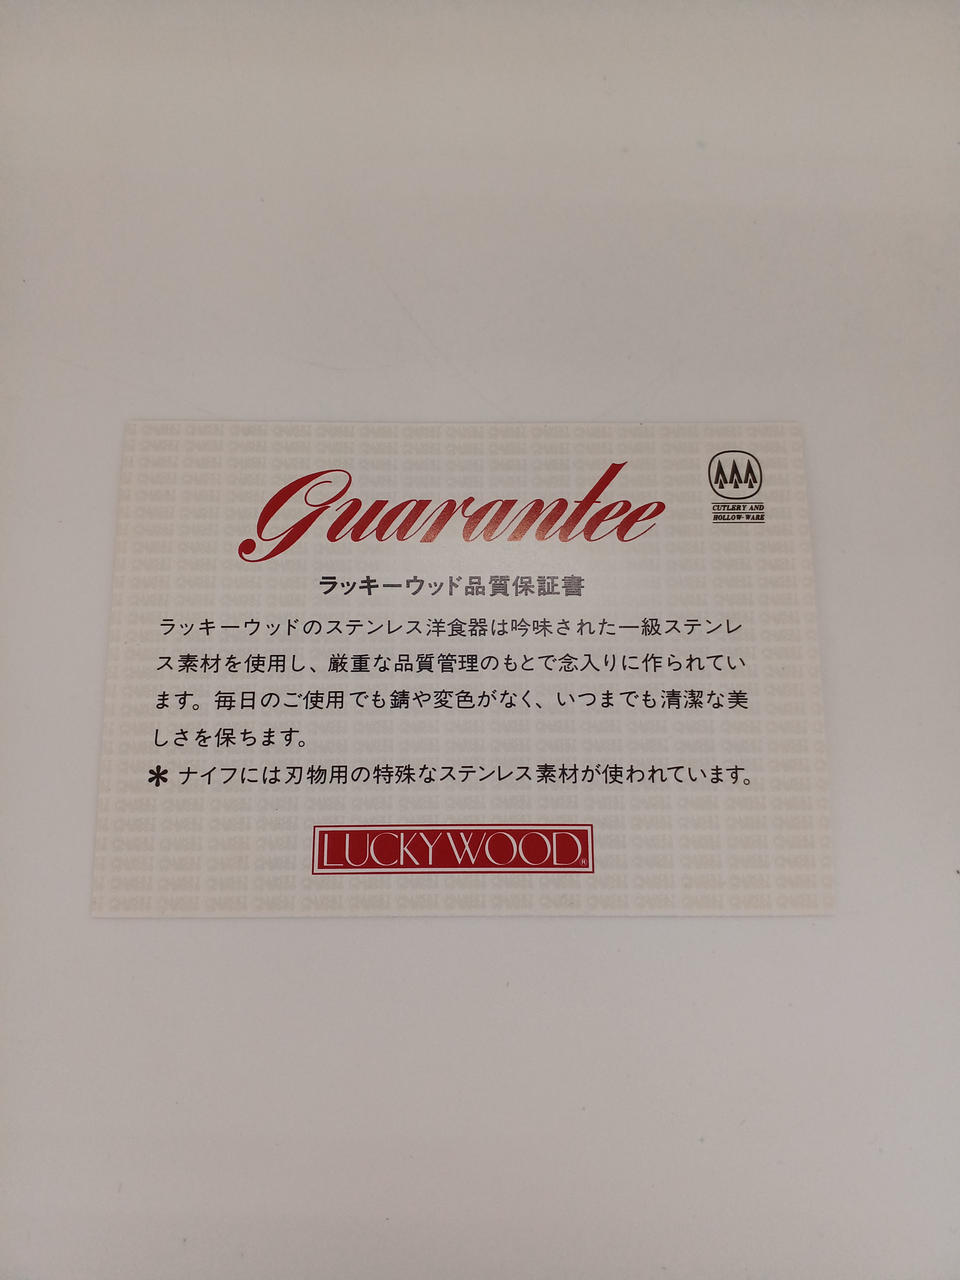 Guarantee
CUTLERY AND
HOLLOW-WARE
ラッキーウッド品質保証書
ラッキーウッドのステンレス洋食器は吟味された一級ステンレ
ス素材を使用し、厳重な品質管理のもとで念入りに作られてい
ます。毎日のご使用でも錆や変色がなく、いつまでも清潔な美
しさを保ちます。
* ナイフには刃物用の特殊なステンレス素材が使われています。
LUCKYWOOD®